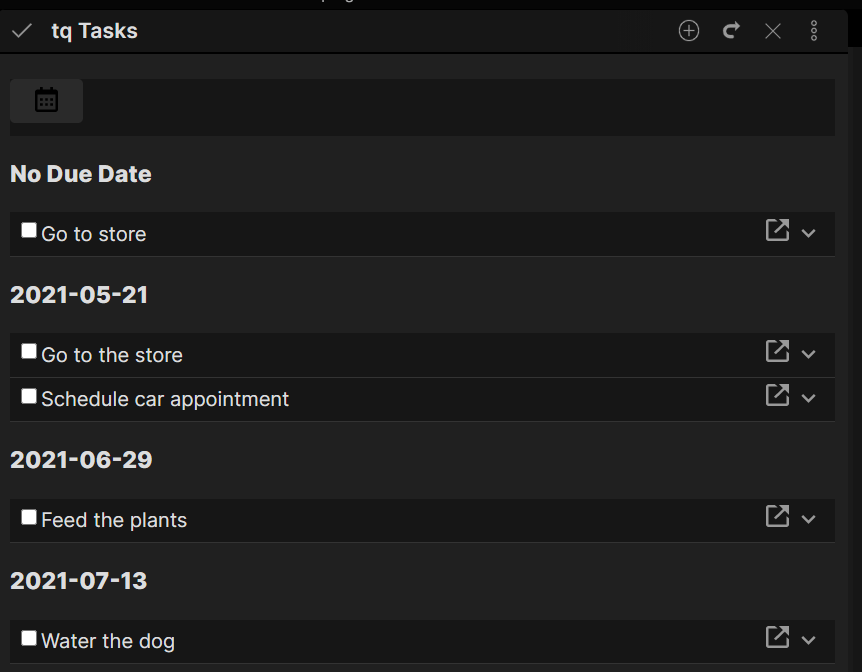 tq Tasks
No Due Date
Go to store
2021-05-21
Go to the store
Schedule car appointment
2021-06-29
Feed the plants
2021-07-13
Water the dog